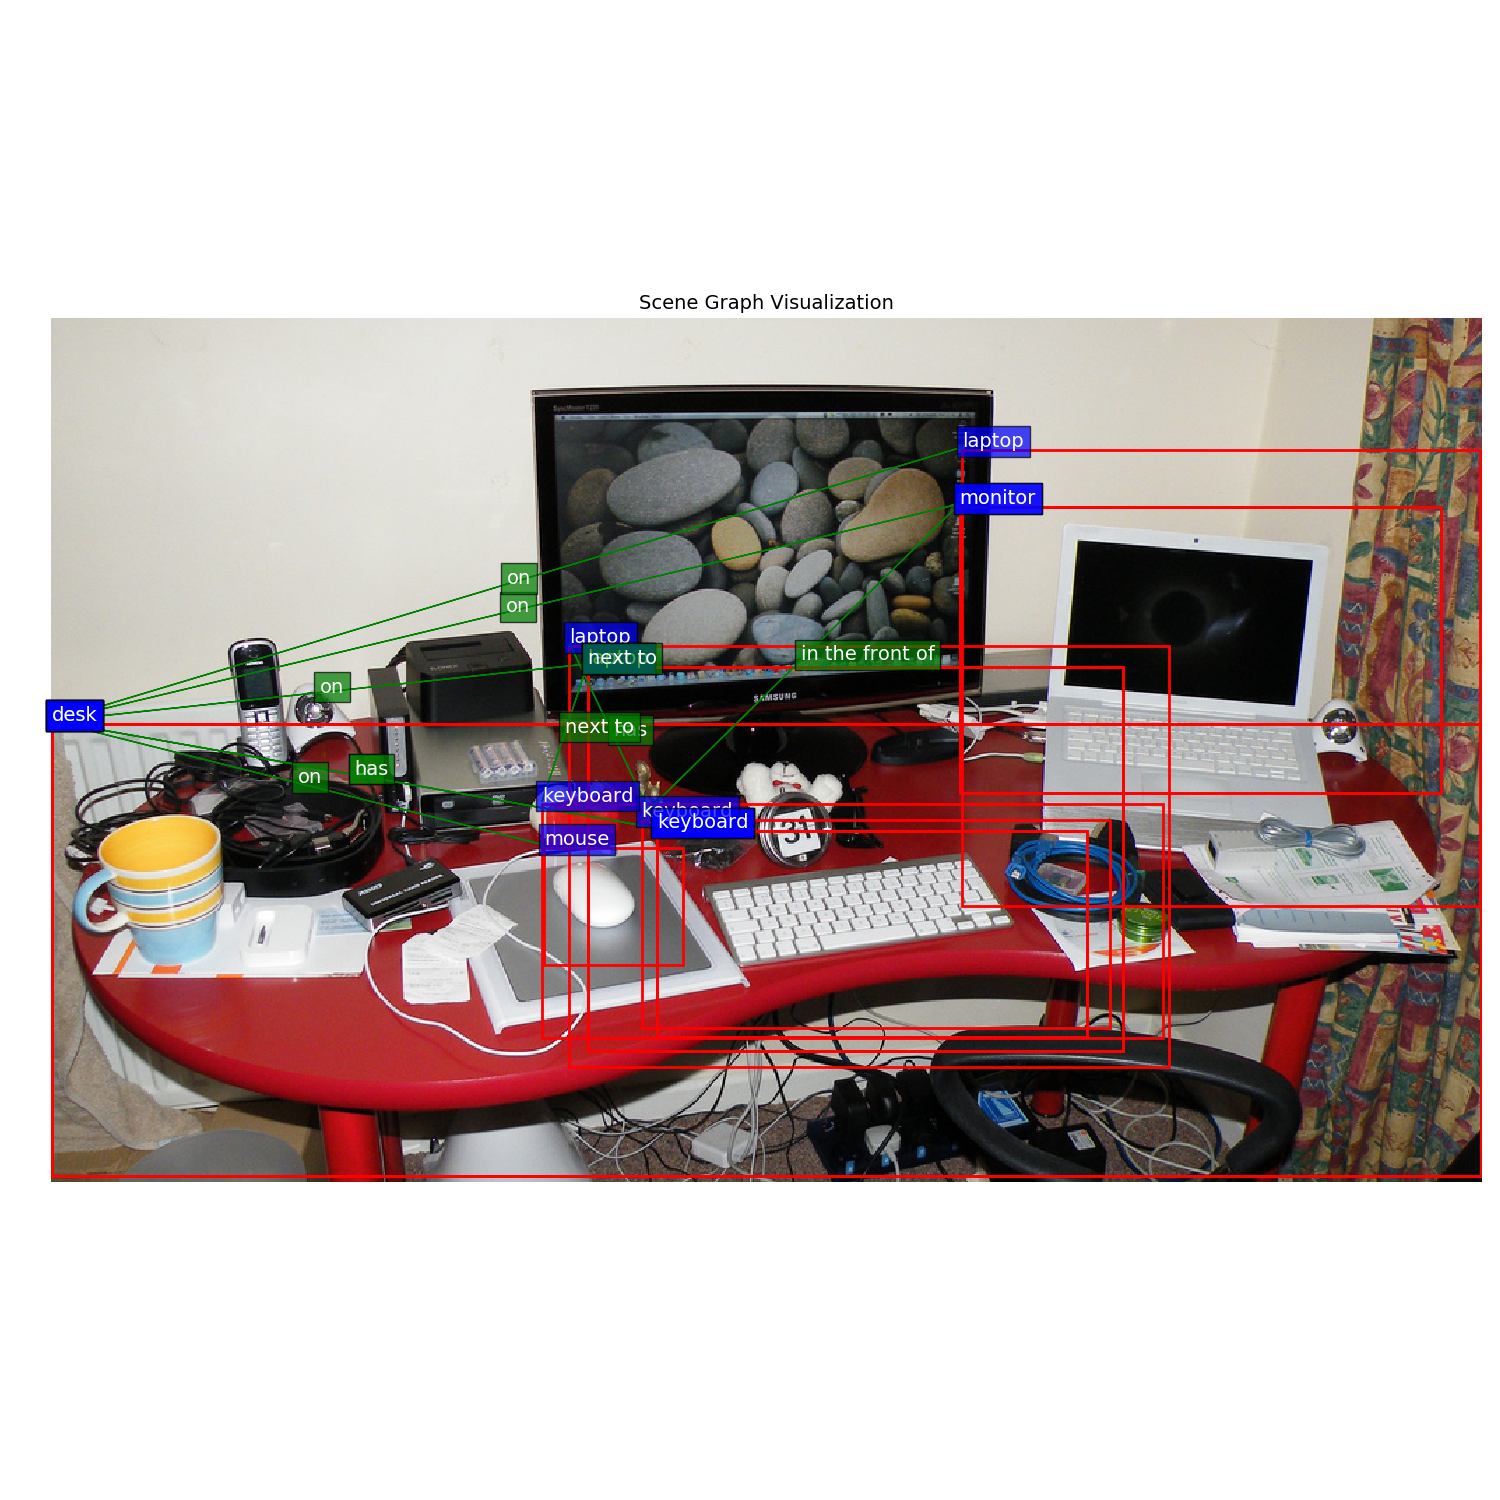 Scene Graph Visualization
laptop
monitor
on
on
laptop
next to
in the front of
on
SAMSUNG
desk
next to
has
on
keyboard
keyboard
keyboard
mouse
31